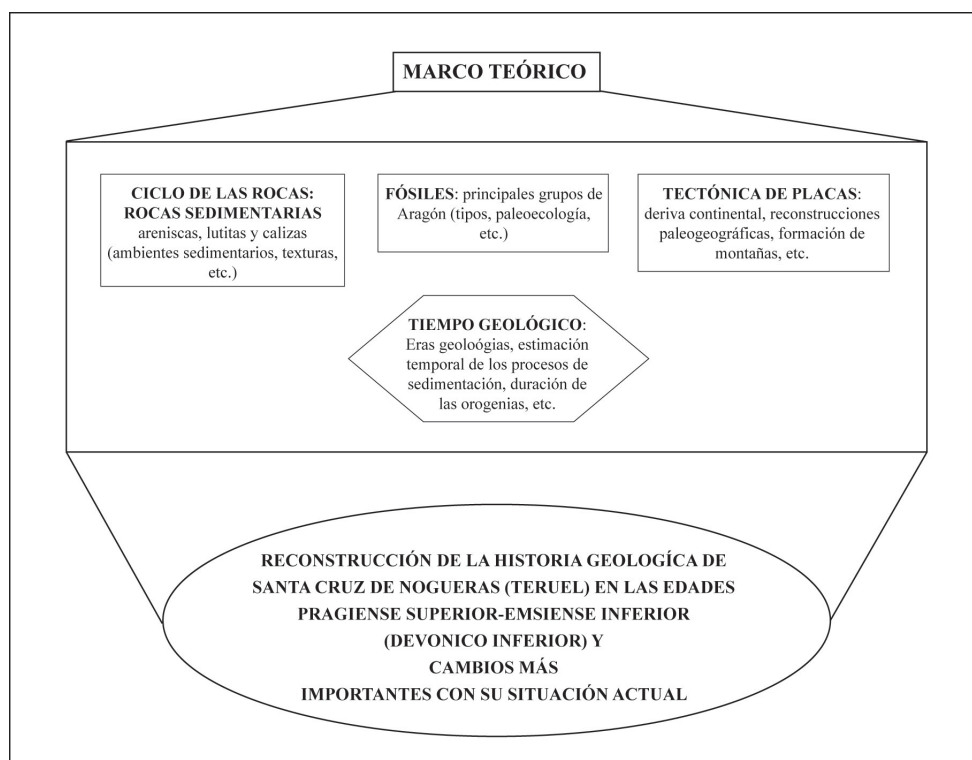 MARCO TEÓRICO
CICLO DE LAS ROCAS:
ROCAS SEDIMENTARIAS
areniscas, lutitas y calizas
(ambientes sedimentarios, texturas,
etc.)
FÓSILES: principales grupos de
Aragón (tipos, paleoecología,
etc.)
TECTÓNICA DE PLACAS:
deriva continental, reconstrucciones
paleogeográficas, formación de
montañas, etc.
TIEMPO GEOLÓGICO:
Eras geoloógias, estimación
temporal de los procesos de
sedimentación, duración de
las orogenias, etc.
RECONSTRUCCIÓN DE LA HISTORIA GEOLOGÍCA DE
SANTA CRUZ DE NOGUERAS (TERUEL) EN LAS EDADES
PRAGIENSE SUPERIOR-EMSIENSE INFERIOR
(DEVONICO INFERIOR) Y
CAMBIOS MÁS
IMPORTANTES CON SU SITUACIÓN ACTUAL